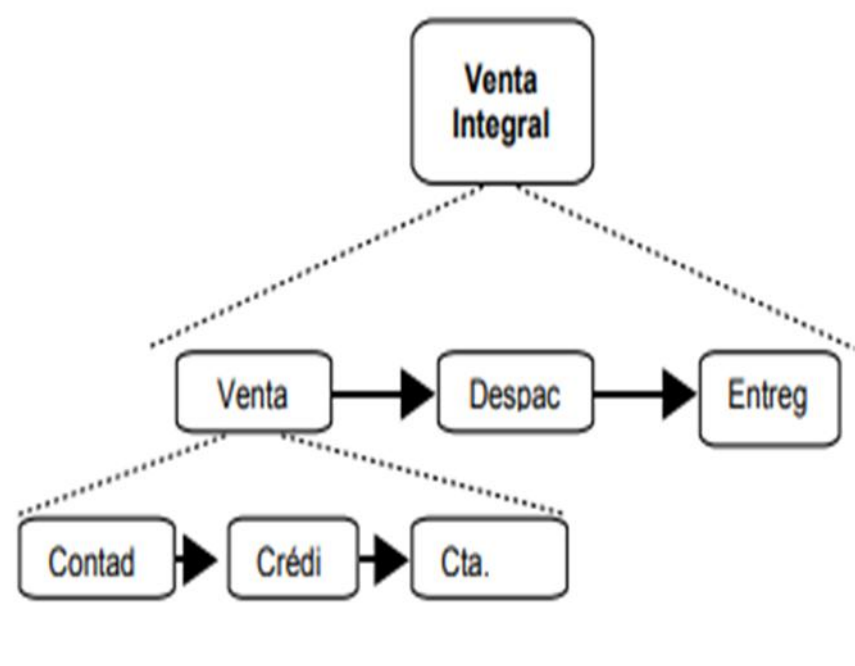 Venta
Integral
Venta
Despac
Entreg
Contad
Crédi
Cta.